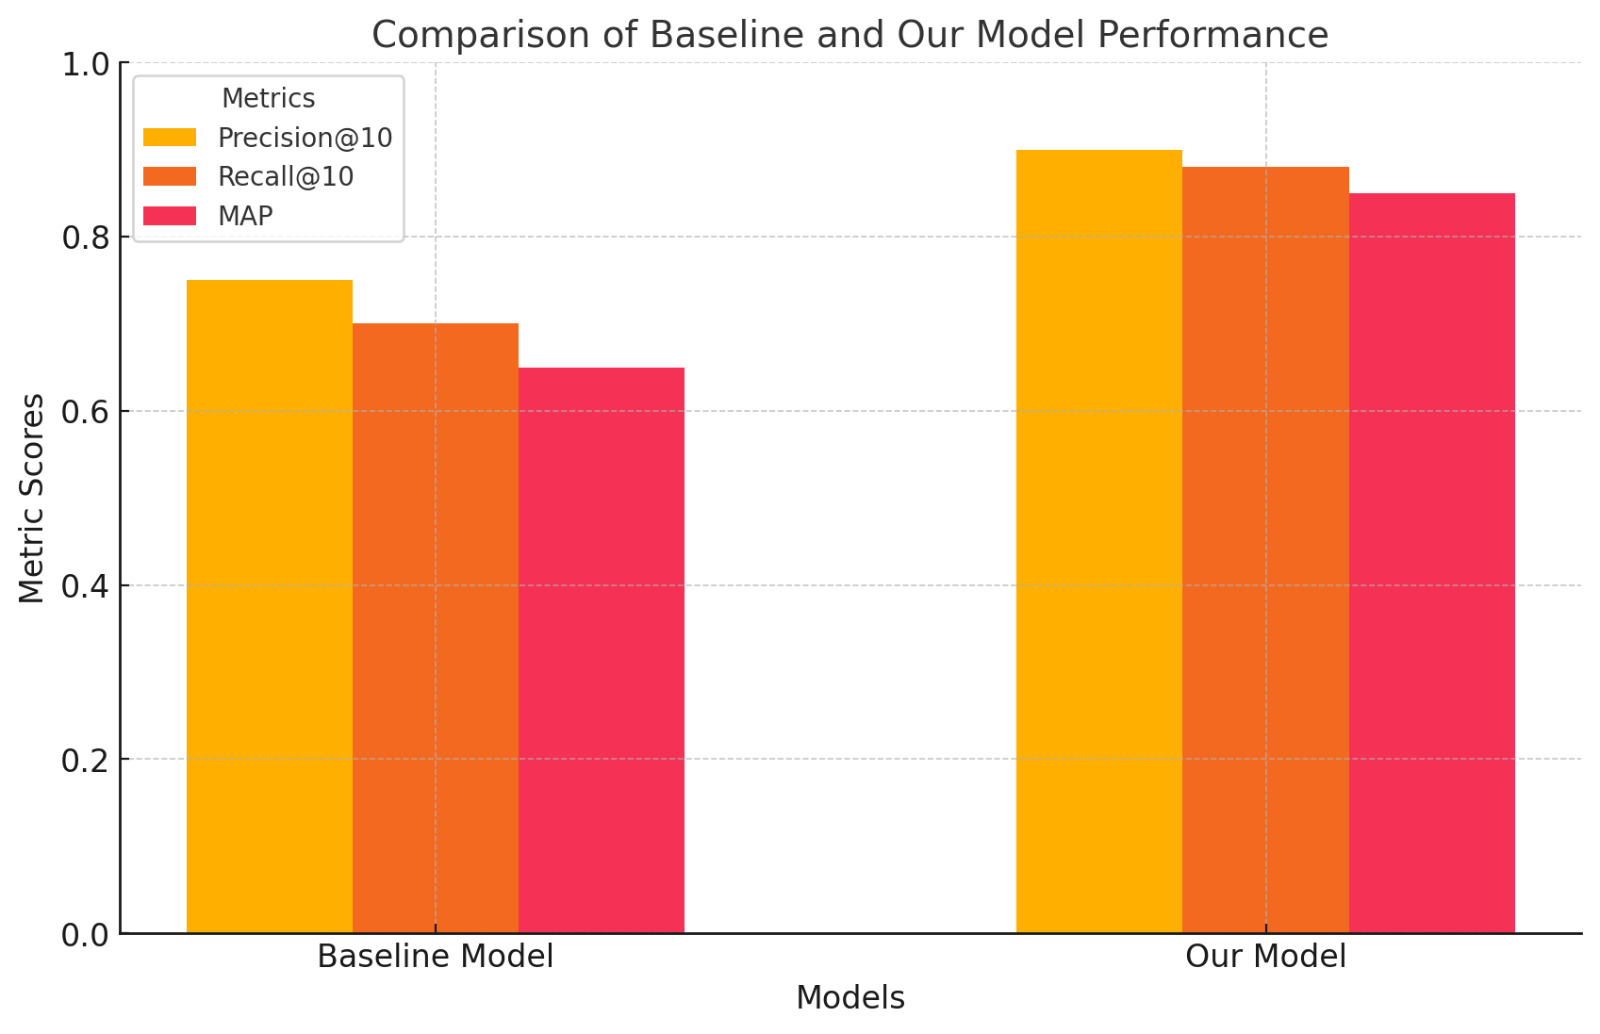 Comparison of Baseline and Our Model Performance
Metrics
Precision@10
Recall@10
MAP
1.0
0.8
0.6
0.4
0.2
0.0
Metric Scores
Baseline Model
Our Model
Models